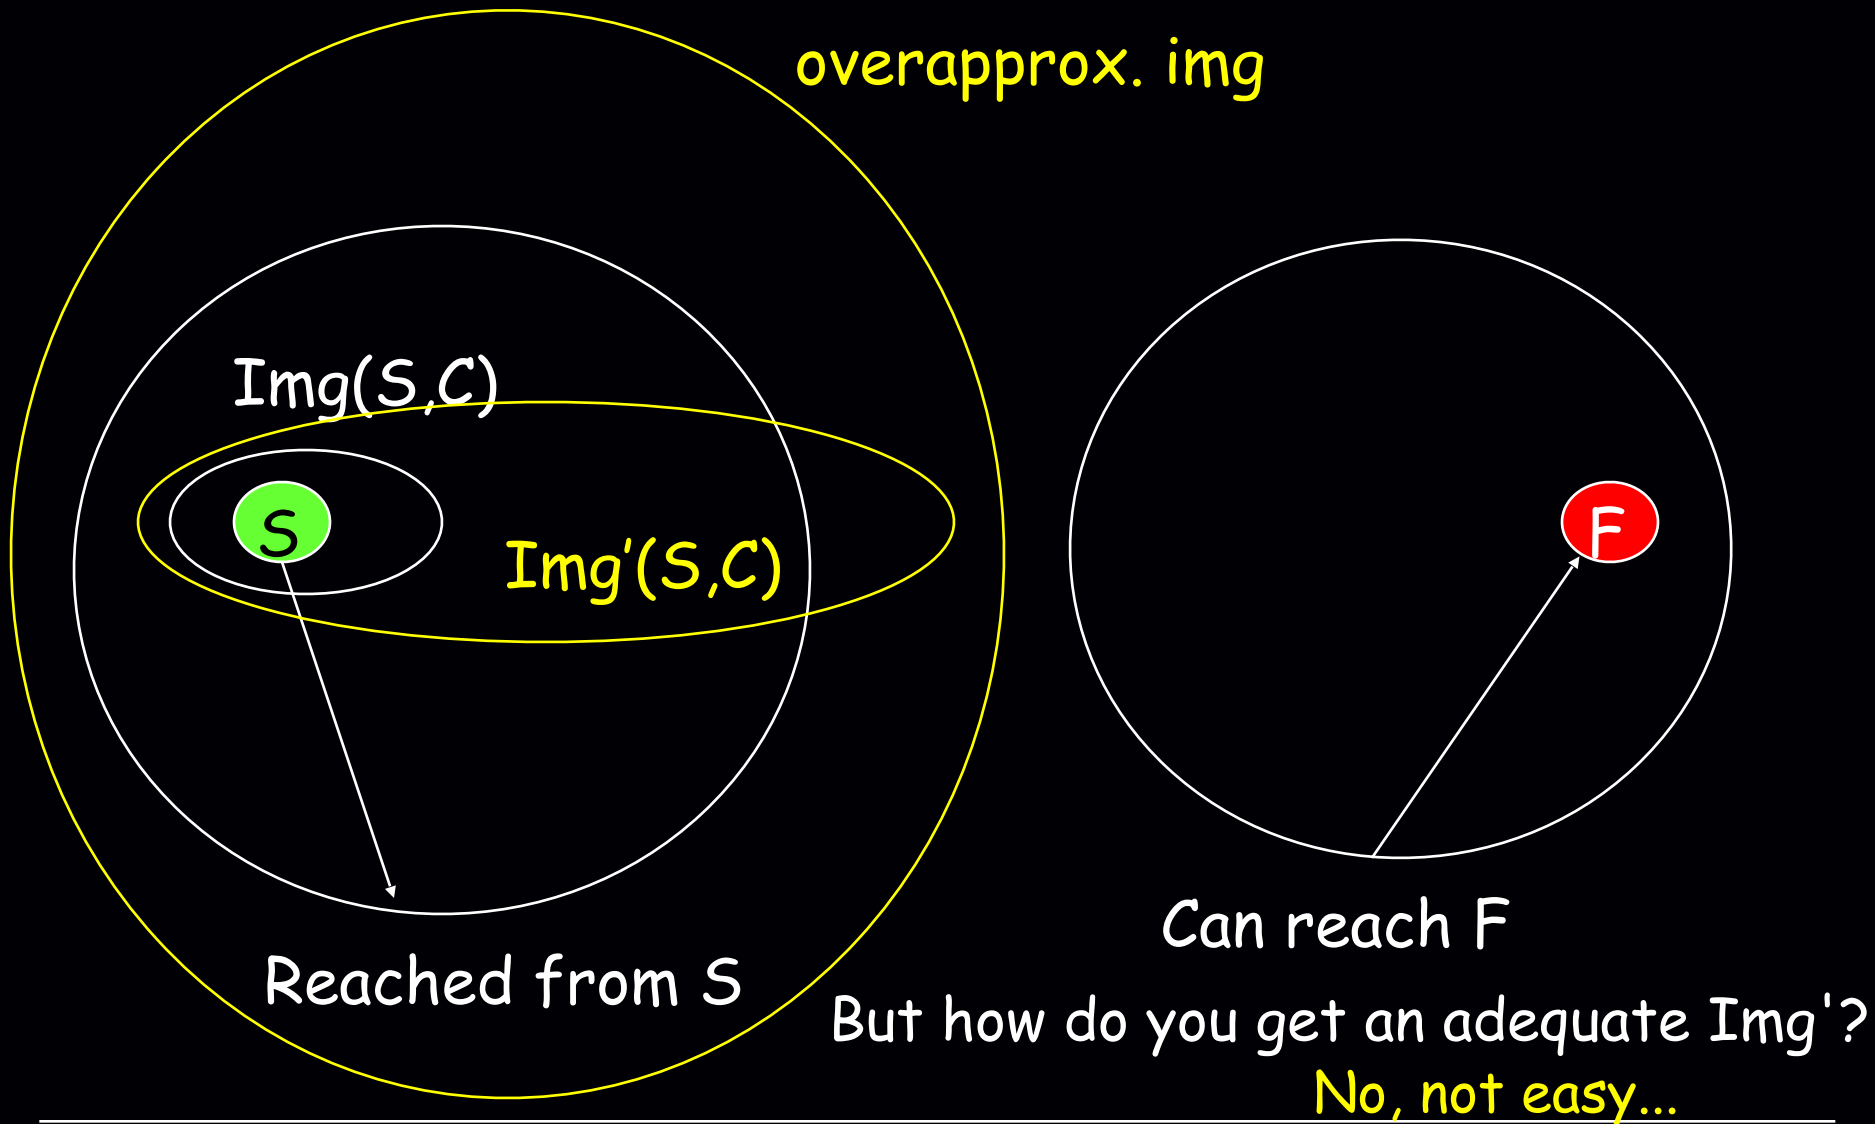 overapprox. img
Img(S,C)
S
Img'(S,C)
F
Can reach F
Reached from S
But how do you get an adequate Img'?
No, not easy...